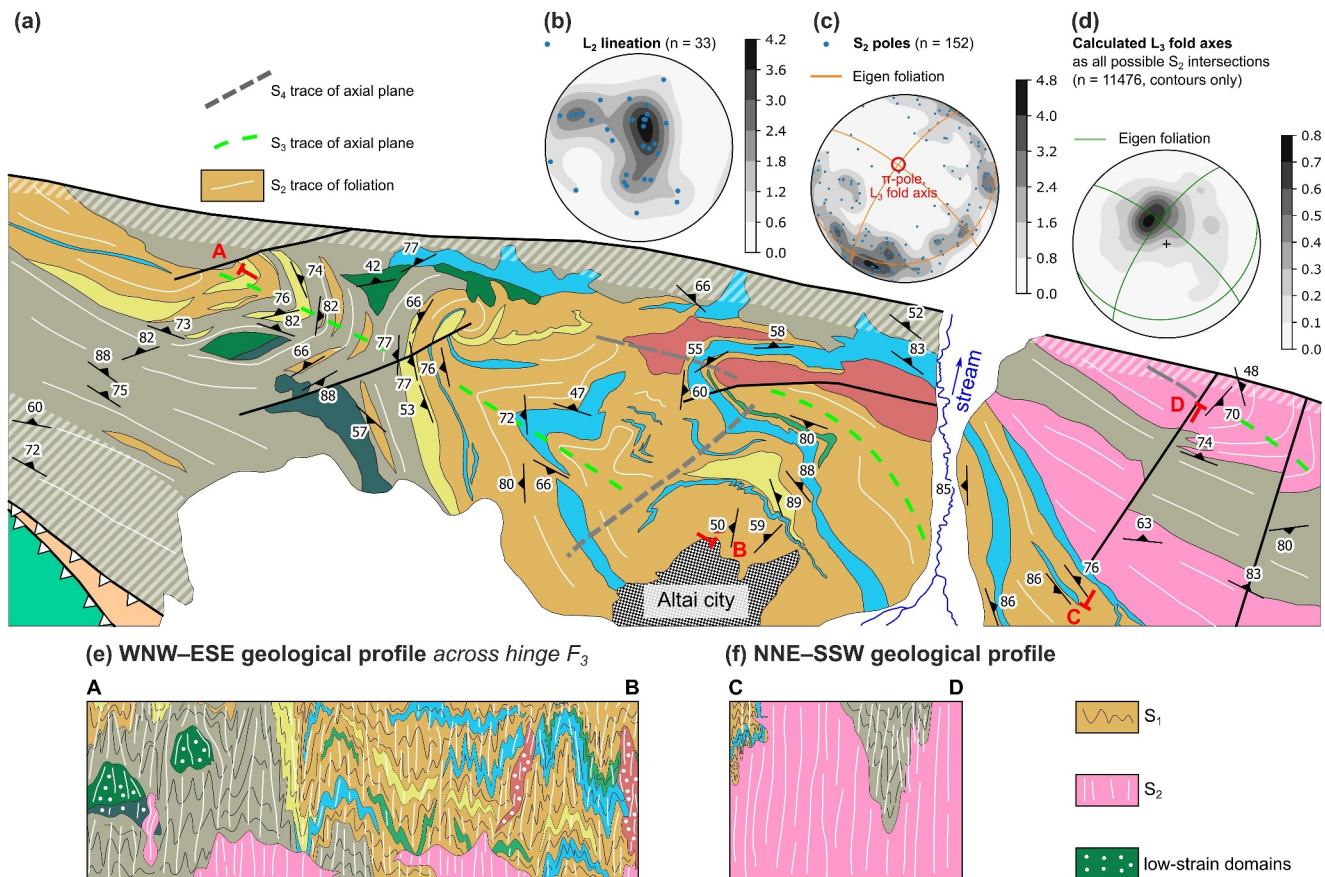 (a)
(b)
(c)
(d)
L₂ lineation (n = 33)
4.2
3.6
3.0
2.4
1.8
1.2
0.6
0.0
S₂ poles (n = 152)
Eigen foliation
π-pole,
L₃ fold axis
4.8
4.2
3.6
3.0
2.4
1.8
1.2
0.6
0.0
Calculated L₃ fold axes
as all possible S₂ intersections
(n = 11476, contours only)
Eigen foliation
0.8
0.7
0.6
0.5
0.4
0.3
0.2
0.1
0.0
S₄ trace of axial plane
S₃ trace of axial plane
S₂ trace of foliation
A
74
42
77
76
82
82
66
73
82
66
77
88
75
88
76
77
53
57
60
72
66
58
55
52
83
60
47
72
80
66
80
88
89
50
59
B
Altai city
stream
85
48
D
70
74
63
80
83
76
86
86
C
(e) WNW–ESE geological profile across hinge F₃
A
B
(f) NNE–SSW geological profile
C
D
S₁
S₂
low-strain domains